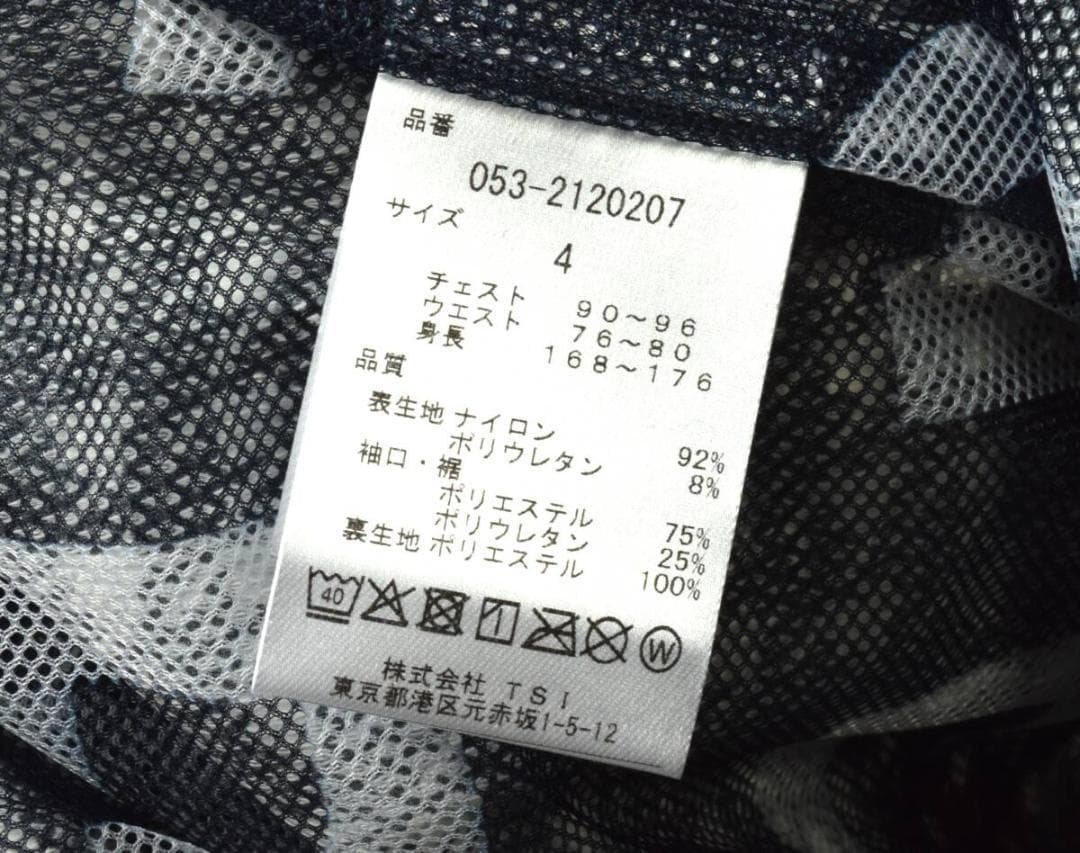 品番
053-2120207
サイズ
4
チェスト 90～96
ウエスト 76～80
身長 168～176
品質
表生地 ナイロン 92%
ポリウレタン 8%
袖口・裾
ポリエステル 75%
ポリウレタン 25%
裏生地 ポリエステル 100%
40 W
株式会社 TSI
東京都港区元赤坂1-5-12